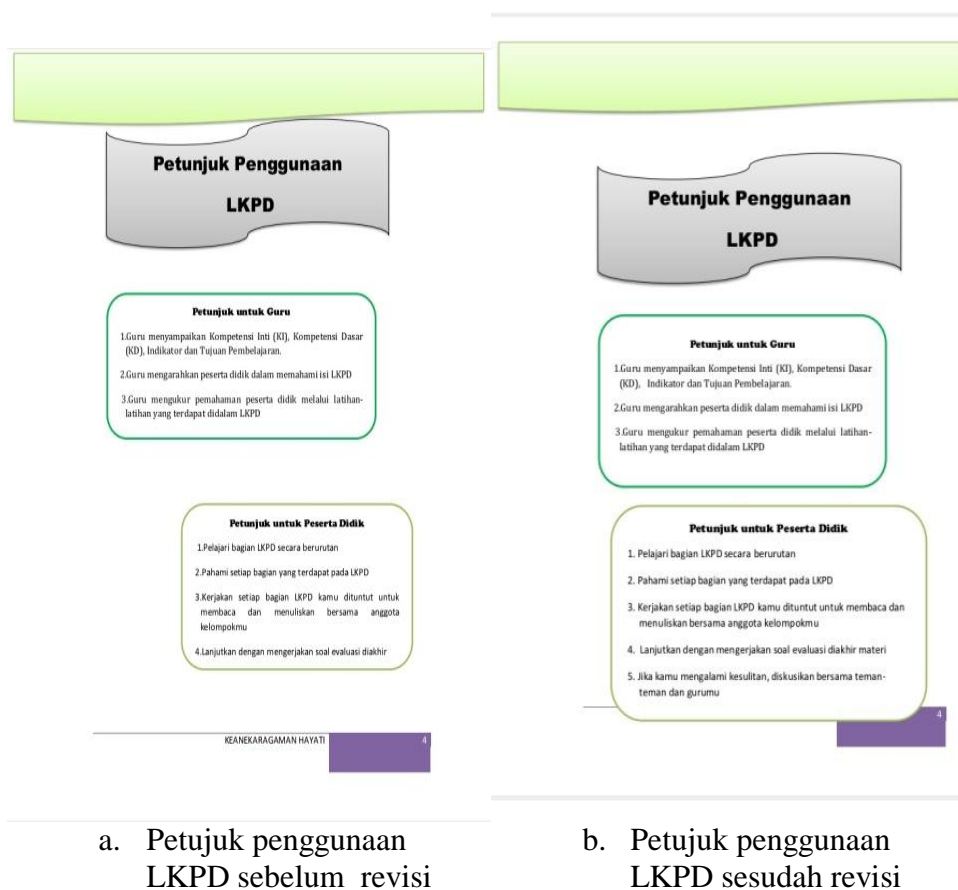 Petunjuk Penggunaan
LKPD
Petunjuk untuk Guru
1.Guru menyampaikan Kompetensi Inti (KI), Kompetensi Dasar
(KD), Indikator dan Tujuan Pembelajaran.
2.Guru mengarahkan peserta didik dalam memahami isi LKPD
3.Guru mengukur pemahaman peserta didik melalui latihan-
latihan yang terdapat didalam LKPD
Petunjuk untuk Peserta Didik
1.Pelajari bagian LKPD secara berurutan
2.Pahami setiap bagian yang terdapat pada LKPD
3.Kerjakan setiap bagian LKPD kamu dituntut untuk
membaca dan menuliskan bersama anggota
kelompokmu
4.Lanjutkan dengan mengerjakan soal evaluasi diakhir
KEANEKARAGAMAN HAYATI 4
a. Petujuk penggunaan
LKPD sebelum revisi
Petunjuk Penggunaan
LKPD
Petunjuk untuk Guru
1.Guru menyampaikan Kompetensi Inti (KI), Kompetensi Dasar
(KD), Indikator dan Tujuan Pembelajaran.
2.Guru mengarahkan peserta didik dalam memahami isi LKPD
3.Guru mengukur pemahaman peserta didik melalui latihan-
latihan yang terdapat didalam LKPD
Petunjuk untuk Peserta Didik
1. Pelajari bagian LKPD secara berurutan
2. Pahami setiap bagian yang terdapat pada LKPD
3. Kerjakan setiap bagian LKPD kamu dituntut untuk membaca dan
menuliskan bersama anggota kelompokmu
4. Lanjutkan dengan mengerjakan soal evaluasi diakhir materi
5. Jika kamu mengalami kesulitan, diskusikan bersama teman-
teman dan gurumu
4
b. Petujuk penggunaan
LKPD sesudah revisi